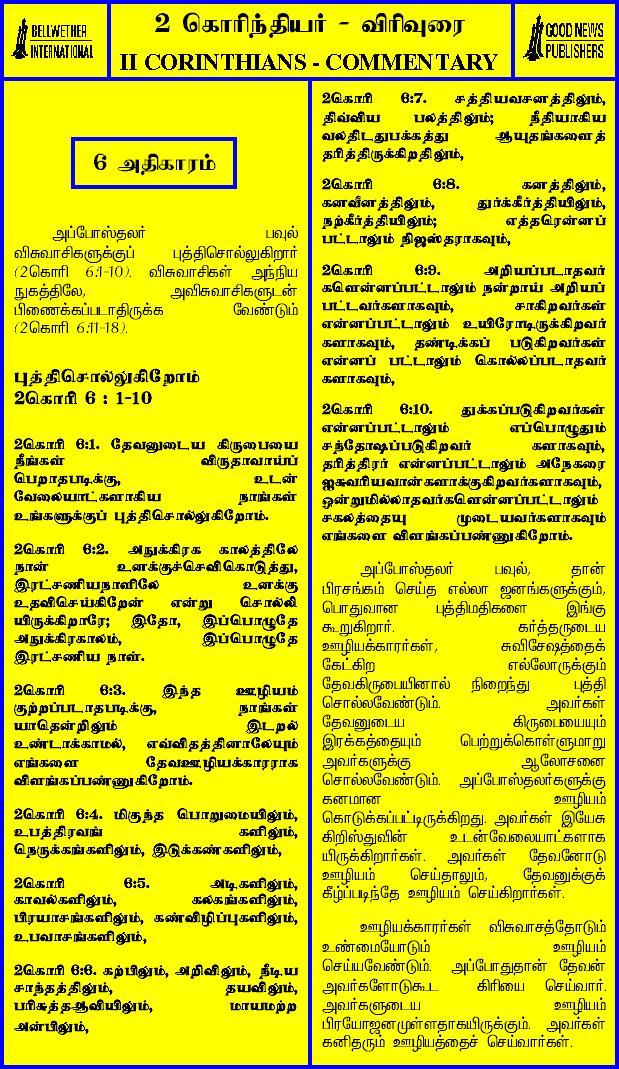 BELLWETHER
INTERNATIONAL
2 கொரிந்தியர் - விரிவுரை
II CORINTHIANS - COMMENTARY
GOOD NEWS
PUBLISHERS
6 அதிகாரம்
அப்போஸ்தலர் பவுல்
விசுவாசிகளுக்குப் புத்திசொல்லுகிறார்
(2கொரி 6:1-10). விசுவாசிகள் அந்நிய
நுகத்திலே, அவிசுவாசிகளுடன்
பிணைக்கப்படாதிருக்க வேண்டும்
(2கொரி 6:11-18).
புத்திசொல்லுகிறோம்
2கொரி 6 : 1-10
2கொரி 6:1. தேவனுடைய கிருபையை
நீங்கள் விருதாவாய்ப்
பெறாதபடிக்கு, உடன்
வேலையாட்களாகிய நாங்கள்
உங்களுக்குப் புத்திசொல்லுகிறோம்.
2கொரி 6:2. அநுக்கிரக காலத்திலே
நான் உனக்குச்செவிகொடுத்து,
இரட்சணியநாளிலே உனக்கு
உதவிசெய்கிறேன் என்று சொல்லி
யிருக்கிறாரே; இதோ, இப்பொழுதே
அநுக்கிரகாலம், இப்பொழுதே
இரட்சணிய நாள்.
2கொரி 6:3. இந்த ஊழியம்
குற்றப்படாதபடிக்கு, நாங்கள்
யாதென்றிலும் இடறல்
உண்டாக்காமல், எவ்விதத்தினாலேயும்
எங்களை தேவஊழியக்காரராக
விளங்கப்பண்ணுகிறோம்.
2கொரி 6:4. மிகுந்த பொறுமையிலும்,
உபத்திரவங் களிலும்,
நெருக்கங்களிலும், இடுக்கண்களிலும்,
2கொரி 6:5. அடிகளிலும்,
காவல்களிலும், கலகங்களிலும்,
பிரயாசங்களிலும், கண்விழிப்புகளிலும்,
உபவாசங்களிலும்,
2கொரி 6:6. கற்பிலும், அறிவிலும், நீடிய
சாந்தத்திலும், தயவிலும்,
பரிசுத்தஆவியிலும், மாயமற்ற
அன்பிலும்,
2கொரி 6:7. சத்தியவசனத்திலும்,
திவ்விய பலத்திலும்; நீதியாகிய
வலதிடதுபக்கத்து ஆயுதங்களைத்
தரித்திருக்கிறதிலும்,
2கொரி 6:8. கனத்திலும்,
கனவீனத்திலும், துர்க்கீர்த்தியிலும்,
நற்கீர்த்தியிலும்; எத்தரென்னப்
பட்டாலும் நிஜஸ்தராகவும்,
2கொரி 6:9. அறியப்படாதவர்
களென்னப்பட்டாலும் நன்றாய் அறியப்
பட்டவர்களாகவும், சாகிறவர்கள்
என்னப்பட்டாலும் உயிரோடிருக்கிறவர்
களாகவும், தண்டிக்கப் படுகிறவர்கள்
என்னப் பட்டாலும் கொல்லப்படாதவர்
களாகவும்,
2கொரி 6:10. துக்கப்படுகிறவர்கள்
என்னப்பட்டாலும் எப்பொழுதும்
சந்தோஷப்படுகிறவர் களாகவும்,
தரித்திரர் என்னப்பட்டாலும் அநேகரை
ஐசுவரியவான்களாக்குகிறவர்களாகவும்,
ஒன்றுமில்லாதவர்களென்னப்பட்டாலும்
சகலத்தையு முடையவர்களாகவும்
எங்களை விளங்கப்பண்ணுகிறோம்.
அப்போஸ்தலர் பவுல், தான்
பிரசங்கம் செய்த எல்லா ஜனங்களுக்கும்,
பொதுவான புத்திமதிகளை இங்கு
கூறுகிறார். கர்த்தருடைய
ஊழியக்காரர்கள், சுவிசேஷத்தைக்
கேட்கிற எல்லோருக்கும்
தேவகிருபையினால் நிறைந்து புத்தி
சொல்லவேண்டும். அவர்கள்
தேவனுடைய கிருபையையும்
இரக்கத்தையும் பெற்றுக்கொள்ளுமாறு
அவர்களுக்கு ஆலோசனை
சொல்லவேண்டும். அப்போஸ்தலர்களுக்கு
கனமான ஊழியம்
கொடுக்கப்பட்டிருக்கிறது. அவர்கள் இயேசு
கிறிஸ்துவின் உடன்வேலையாட்களாக
யிருக்கிறார்கள். அவர்கள் தேவனோடு
ஊழியம் செய்தாலும், தேவனுக்குக்
கீழ்ப்படிந்தே ஊழியம் செய்கிறார்கள்.
ஊழியக்காரர்கள் விசுவாசத்தோடும்
உண்மையோடும் ஊழியம்
செய்யவேண்டும். அப்போதுதான் தேவன்
அவர்களோடுகூட கிரியை செய்வார்.
அவர்களுடைய ஊழியம்
பிரயோஜனமுள்ளதாகயிருக்கும். அவர்கள்
கனிதரும் ஊழியத்தைச் செய்வார்கள்.